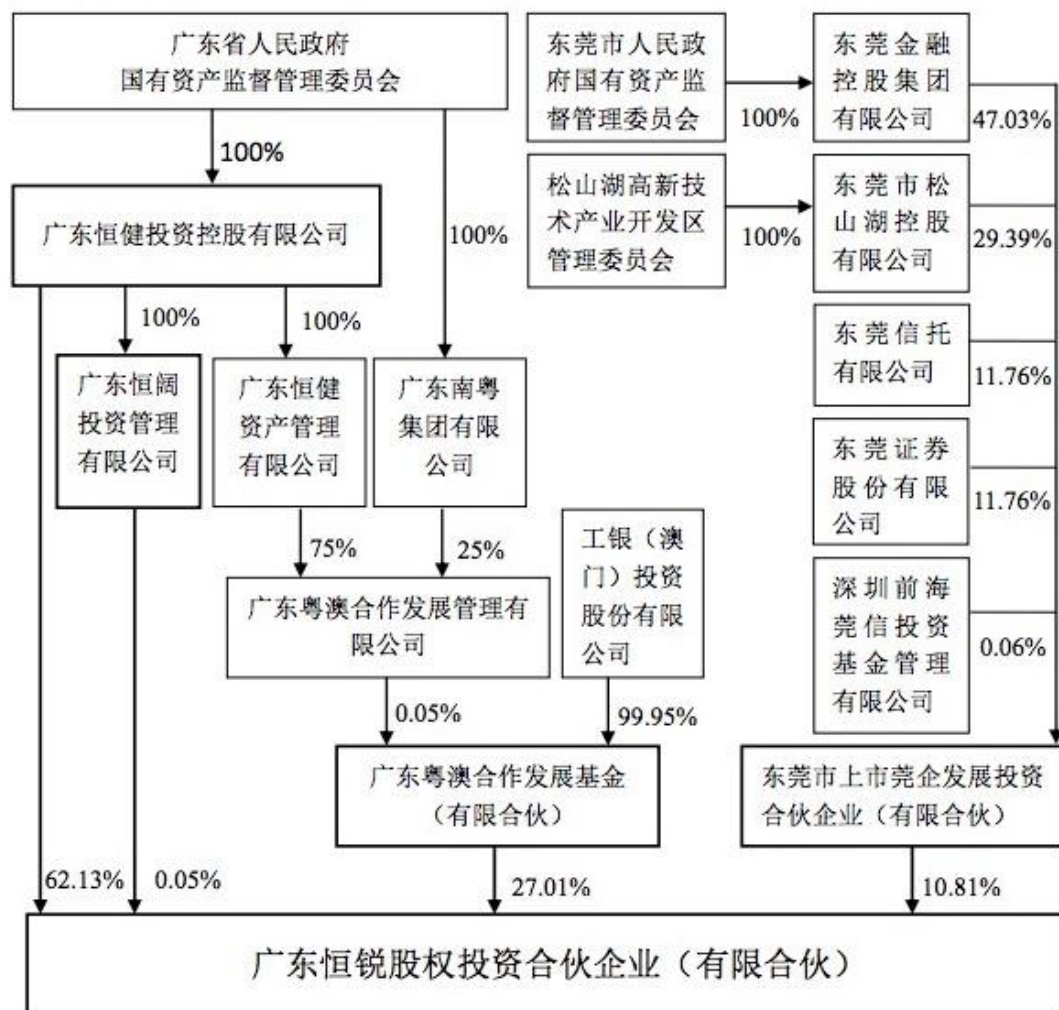 广东省人民政府
国有资产监督管理委员会
东莞市人民政
府国有资产监
督管理委员会
100%
东莞金融
控股集团
有限公司
47.03%
100%
100%
广东恒健投资控股有限公司
松山湖高新技
术产业开发区
管理委员会
100%
东莞市松
山湖控股
有限公司
29.39%
100%
100%
广东恒阔
投资管理
有限公司
广东恒健
资产管理
有限公司
广东南粤
集团有限
公司
东莞信托
有限公司
11.76%
东莞证券
股份有限
公司
11.76%
75%
25%
工银（澳
门）投资
股份有限
公司
广东粤澳合作发展管理有
限公司
深圳前海
莞信投资
基金管理
有限公司
0.06%
0.05%
99.95%
广东粤澳合作发展基金
（有限合伙）
东莞市上市莞企发展投资
合伙企业（有限合伙）
62.13%
0.05%
27.01%
10.81%
广东恒锐股权投资合伙企业（有限合伙）